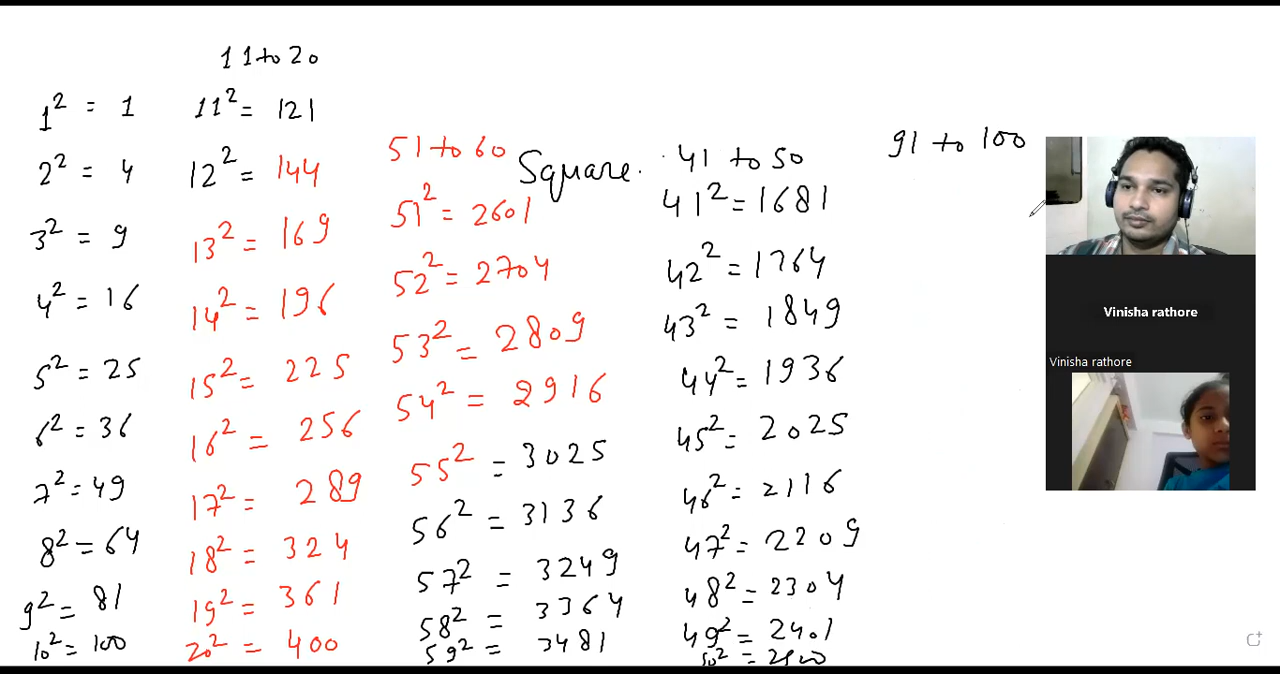 11 to 20
1² = 1
2² = 4
3² = 9
4² = 16
5² = 25
6² = 36
7² = 49
8² = 64
9² = 81
10² = 100
11² = 121
12² = 144
13² = 169
14² = 196
15² = 225
16² = 256
17² = 289
18² = 324
19² = 361
20² = 400
51 to 60
51² = 2601
52² = 2704
53² = 2809
54² = 2916
55² = 3025
56² = 3136
57² = 3249
58² = 3364
59² = 3481
Square.
41 to 50
41² = 1681
42² = 1764
43² = 1849
44² = 1936
45² = 2025
46² = 2116
47² = 2209
48² = 2304
49² = 2401
50² = 2500
91 to 100
Vinisha rathore
Vinisha rathore